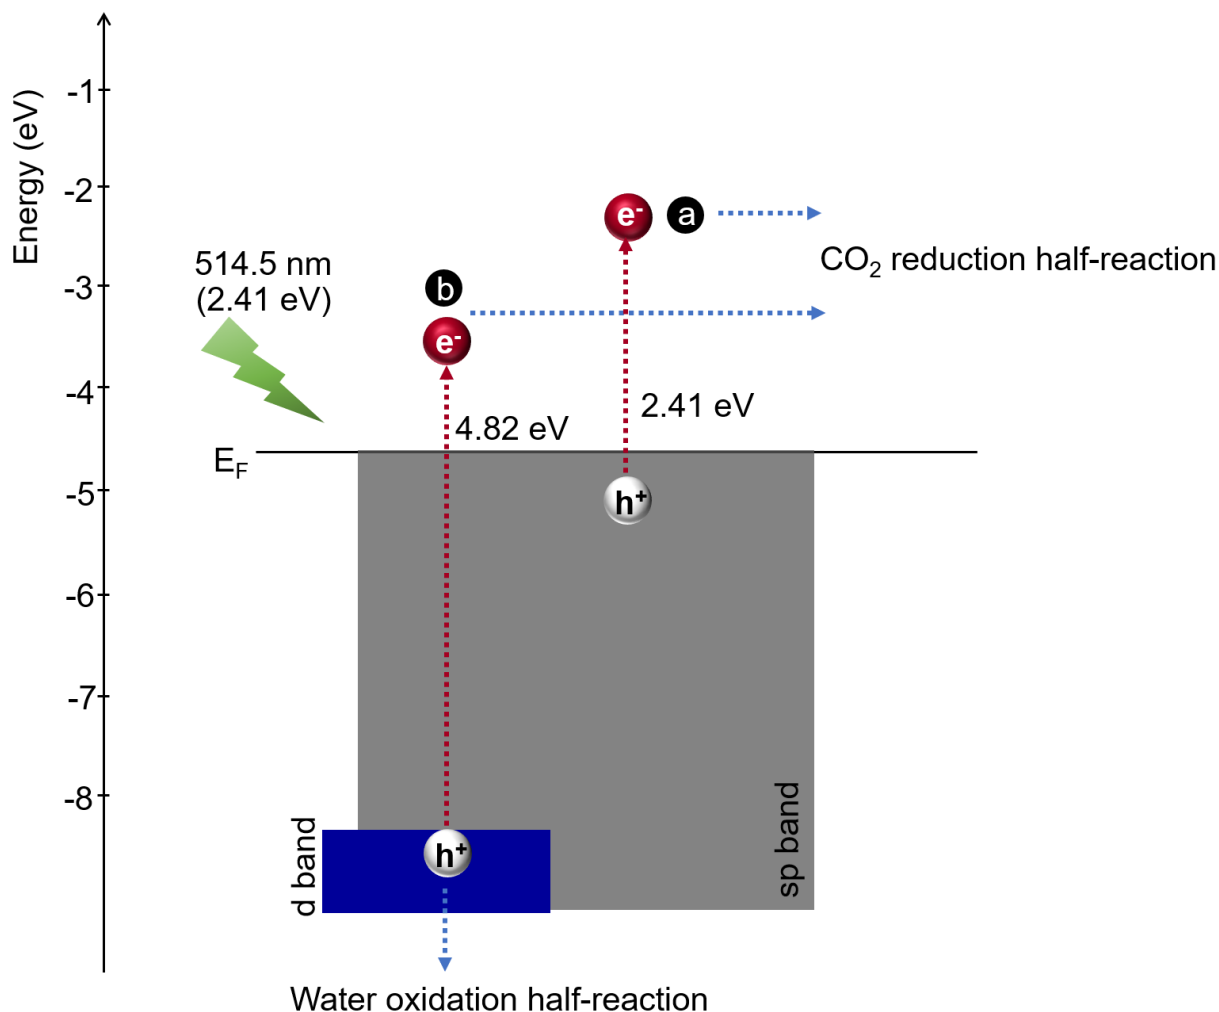 Energy (eV)
-1
-2
-3
-4
-5
-6
-7
-8
514.5 nm
(2.41 eV)
b
e-
4.82 eV
e-
a
2.41 eV
CO₂ reduction half-reaction
E_F
h+
h+
d band
sp band
Water oxidation half-reaction